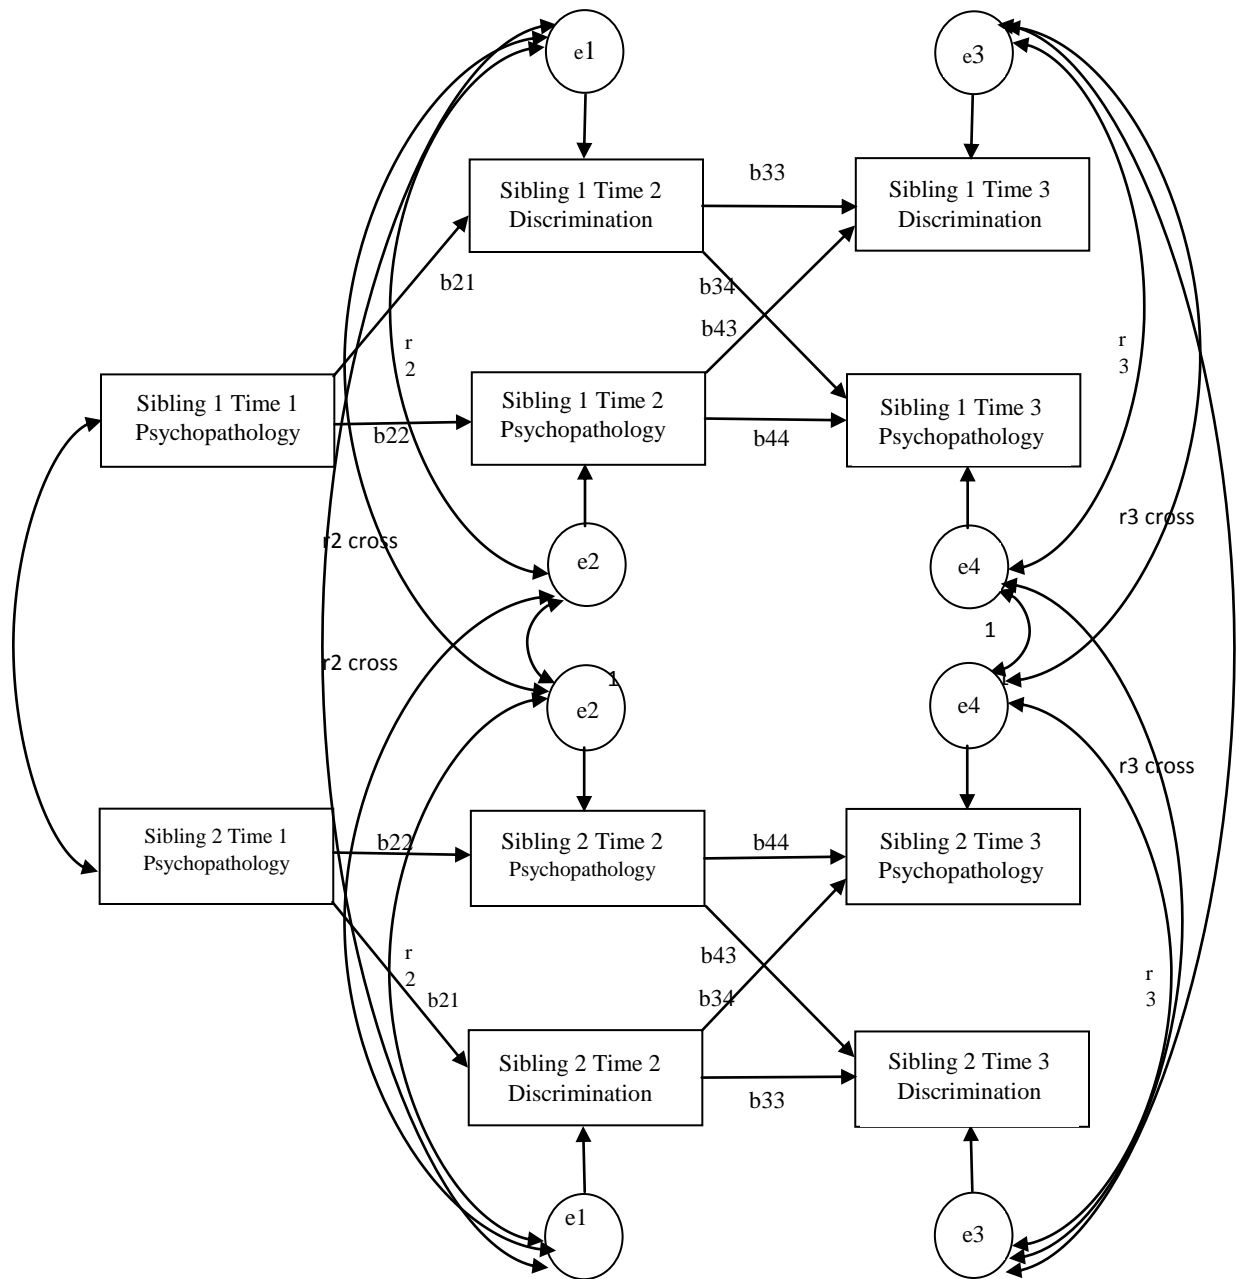 e1
e3
Sibling 1 Time 2
Discrimination
b33
Sibling 1 Time 3
Discrimination
b21
b34
b43
r
2
r
3
Sibling 1 Time 1
Psychopathology
b22
Sibling 1 Time 2
Psychopathology
b44
Sibling 1 Time 3
Psychopathology
r2 cross
r3 cross
e2
e4
1
r2 cross
1
1
e2
e4
r3 cross
Sibling 2 Time 1
Psychopathology
b22
Sibling 2 Time 2
Psychopathology
b44
Sibling 2 Time 3
Psychopathology
r
2
b21
b43
b34
r
3
Sibling 2 Time 2
Discrimination
b33
Sibling 2 Time 3
Discrimination
e1
e3